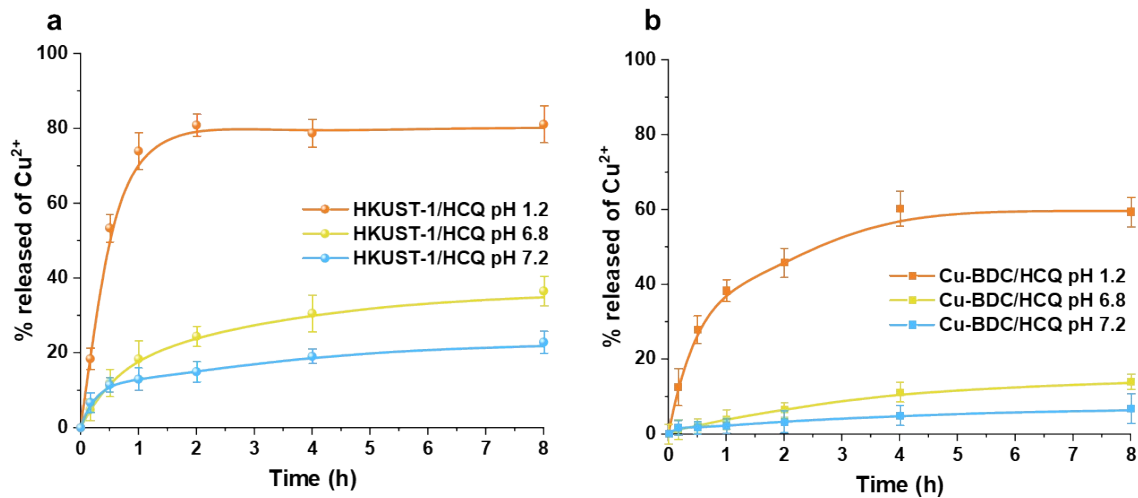 a
% released of Cu²⁺
100
80
60
40
20
0
HKUST-1/HCQ pH 1.2
HKUST-1/HCQ pH 6.8
HKUST-1/HCQ pH 7.2
0 1 2 3 4 5 6 7 8
Time (h)
b
% released of Cu²⁺
100
80
60
40
20
0
Cu-BDC/HCQ pH 1.2
Cu-BDC/HCQ pH 6.8
Cu-BDC/HCQ pH 7.2
0 1 2 3 4 5 6 7 8
Time (h)